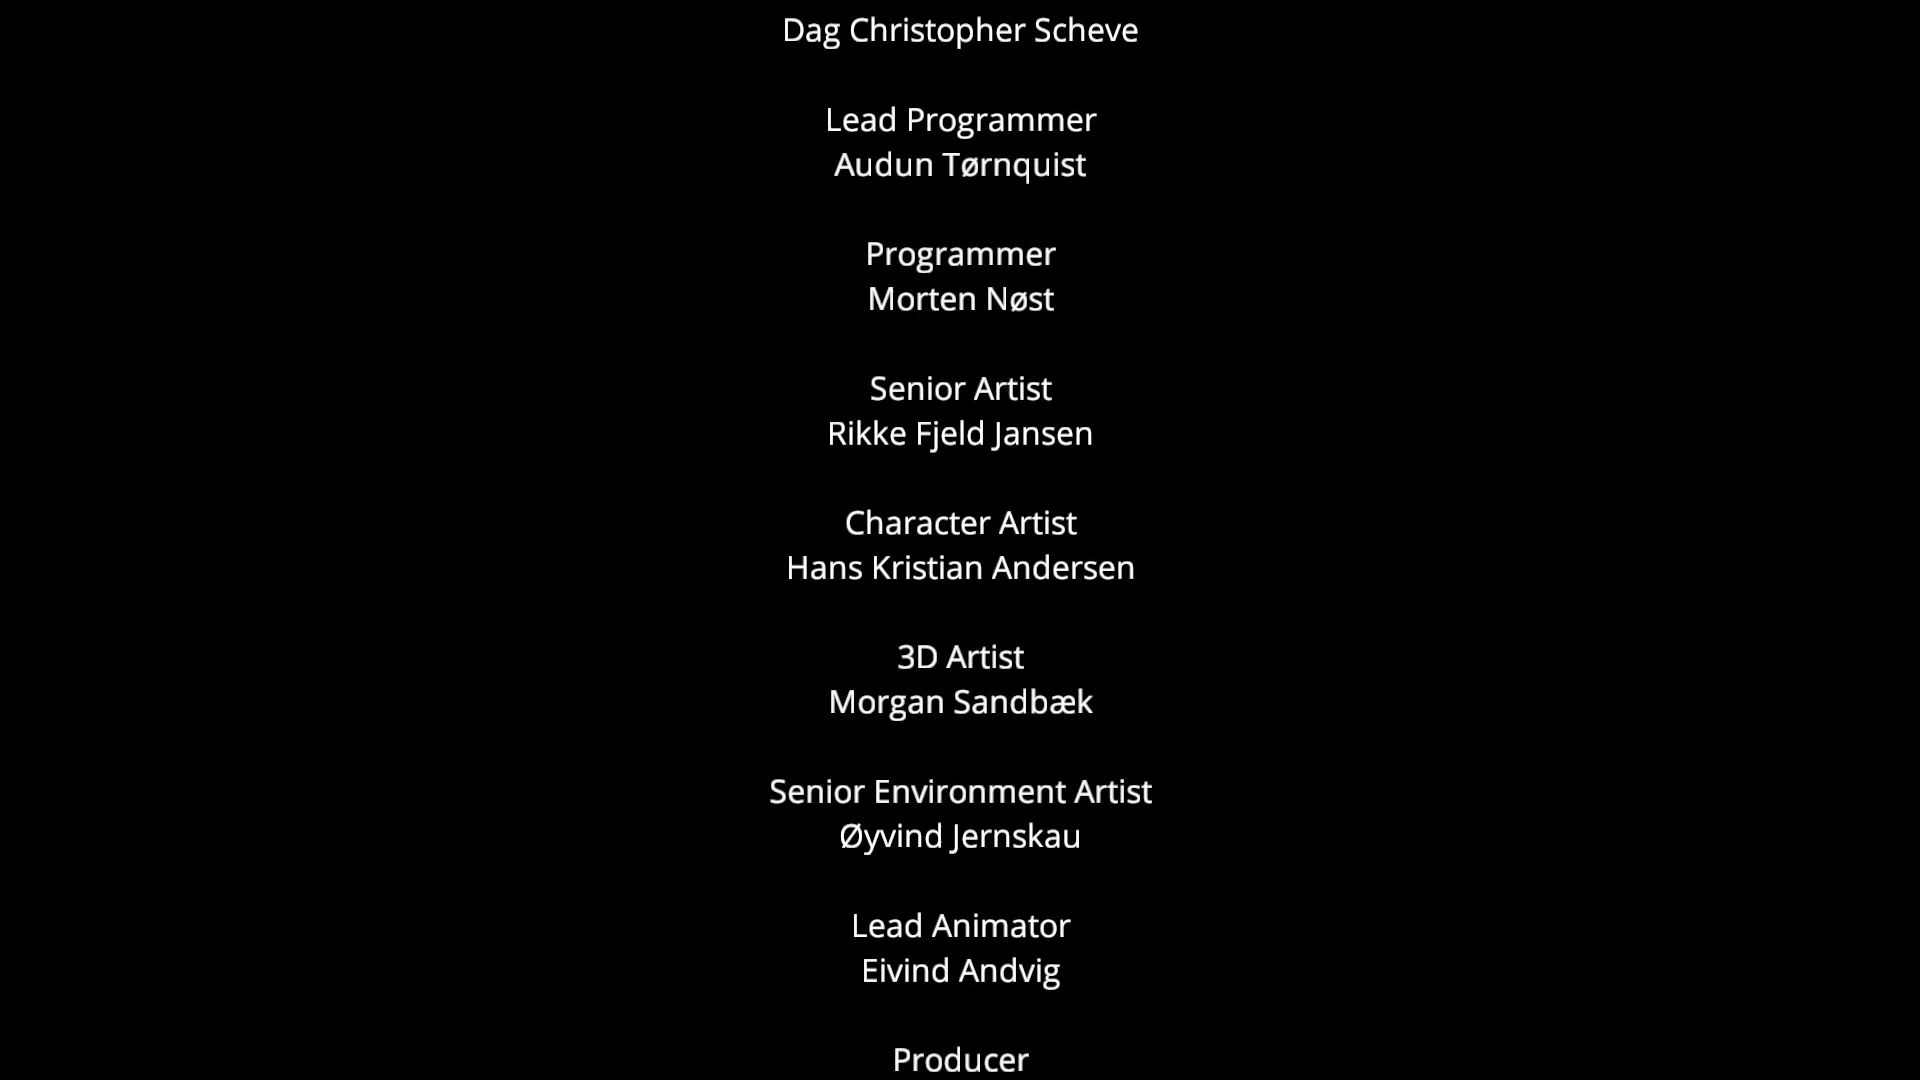 Dag Christopher Scheve
Lead Programmer
Audun Tørnquist
Programmer
Morten Nøst
Senior Artist
Rikke Fjeld Jansen
Character Artist
Hans Kristian Andersen
3D Artist
Morgan Sandbæk
Senior Environment Artist
Øyvind Jernskau
Lead Animator
Eivind Andvig
Producer